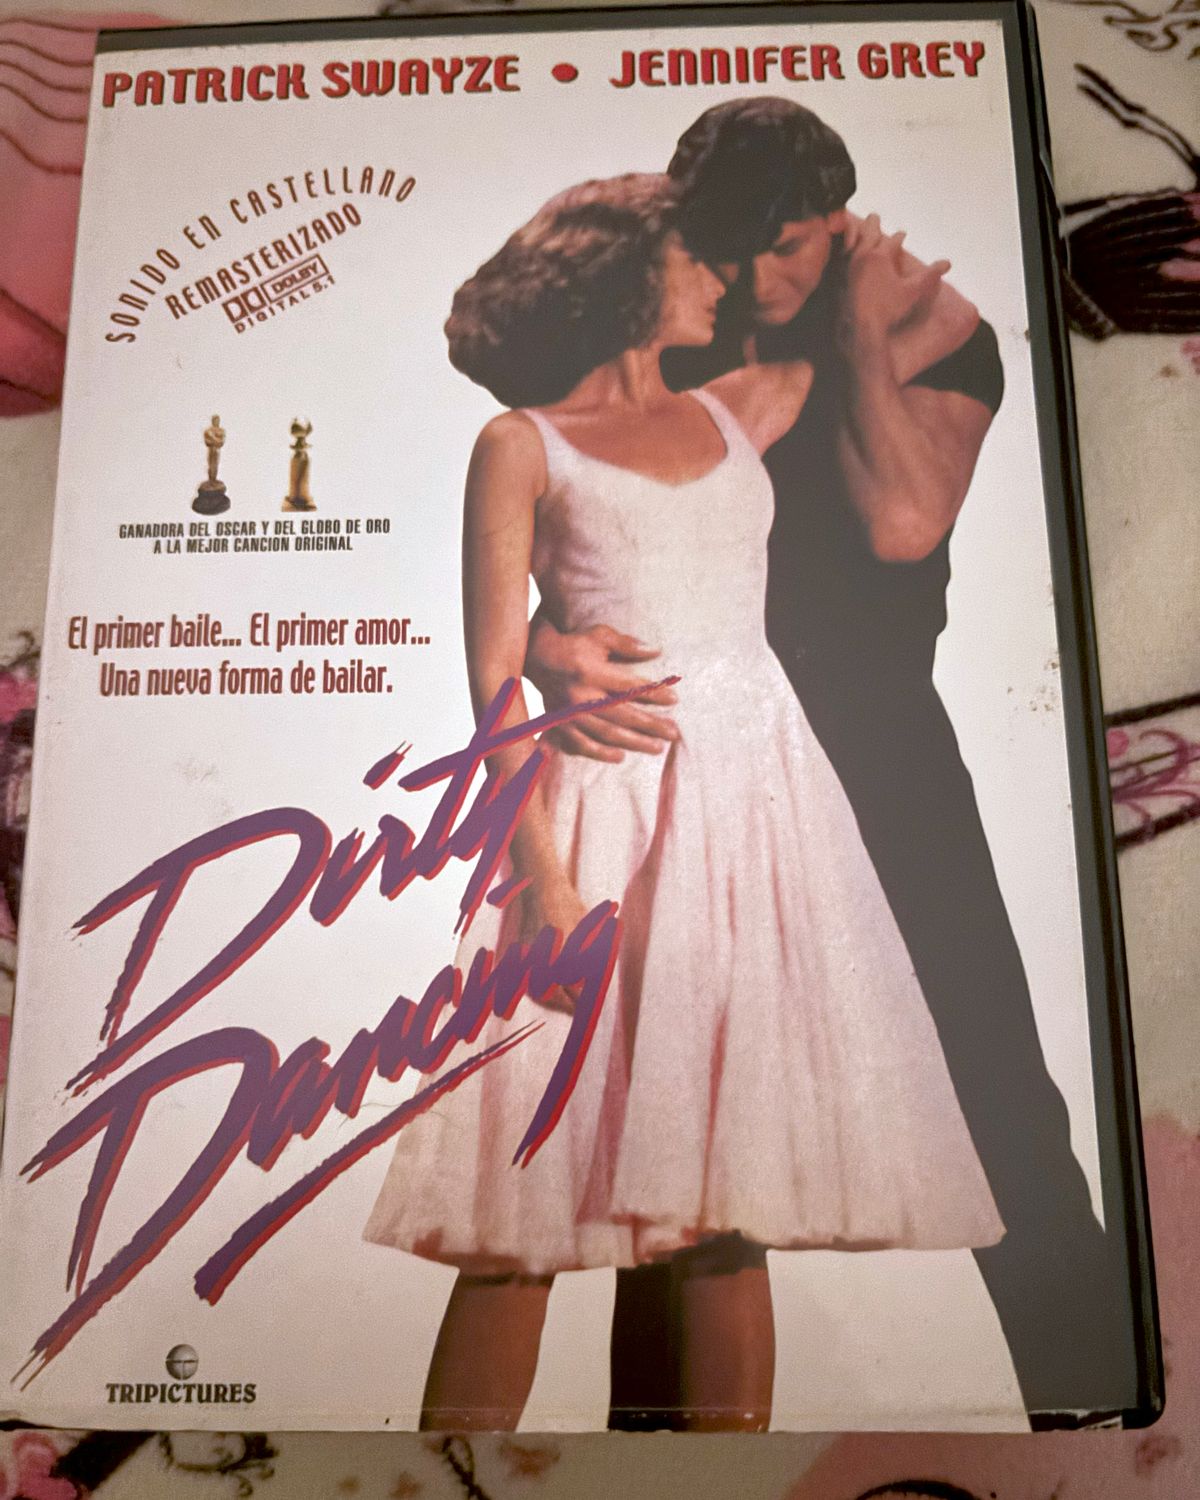 PATRICK SWAYZE • JENNIFER GREY
SONIDO EN CASTELLANO
REMASTERIZADO
DOLBY
DIGITAL 5.1
GANADORA DEL OSCAR Y DEL GLOBO DE ORO
A LA MEJOR CANCION ORIGINAL
El primer baile... El primer amor...
Una nueva forma de bailar.
Dirty
Dancing
TRIPICTURES